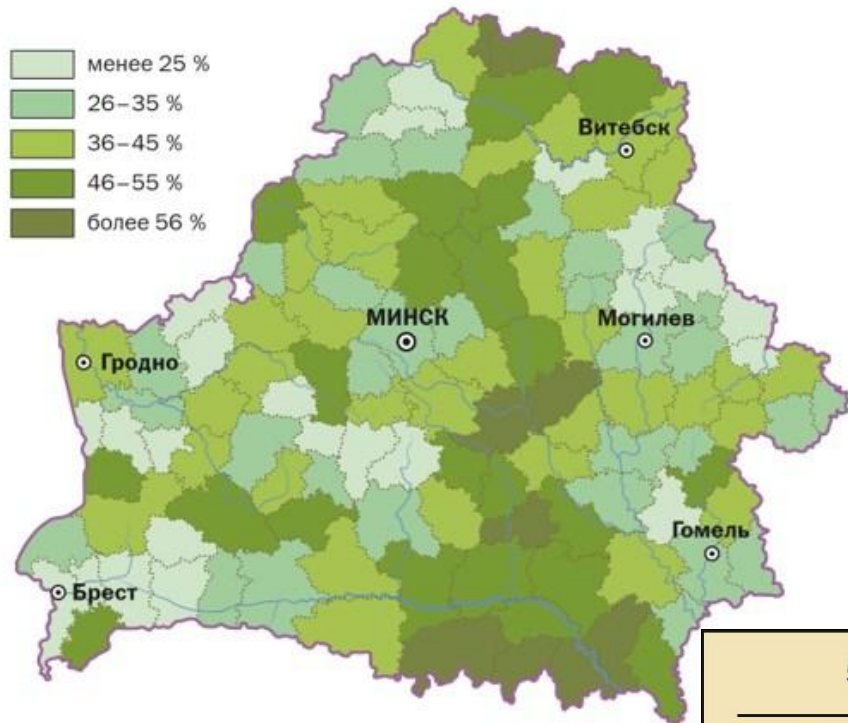 менее 25 %
26–35 %
36–45 %
46–55 %
более 56 %
Витебск
МИНСК
Могилев
Гродно
Гомель
Брест